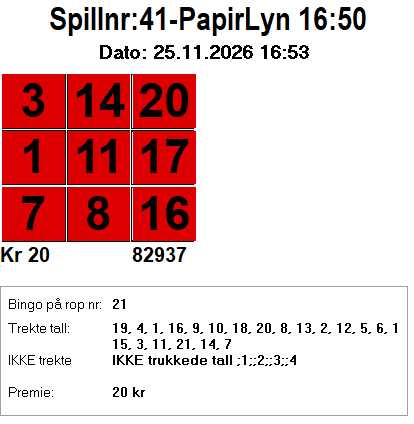 Spillnr:41-PapirLyn 16:50
Dato: 25.11.2026 16:53
3 14 20
1 11 17
7 8 16
Kr 20 82937
Bingo på rop nr: 21
Trekte tall: 19, 4, 1, 16, 9, 10, 18, 20, 8, 13, 2, 12, 5, 6, 1
15, 3, 11, 21, 14, 7
IKKE trekte IKKE trukkede tall ;1;;2;;3;;4
Premie: 20 kr